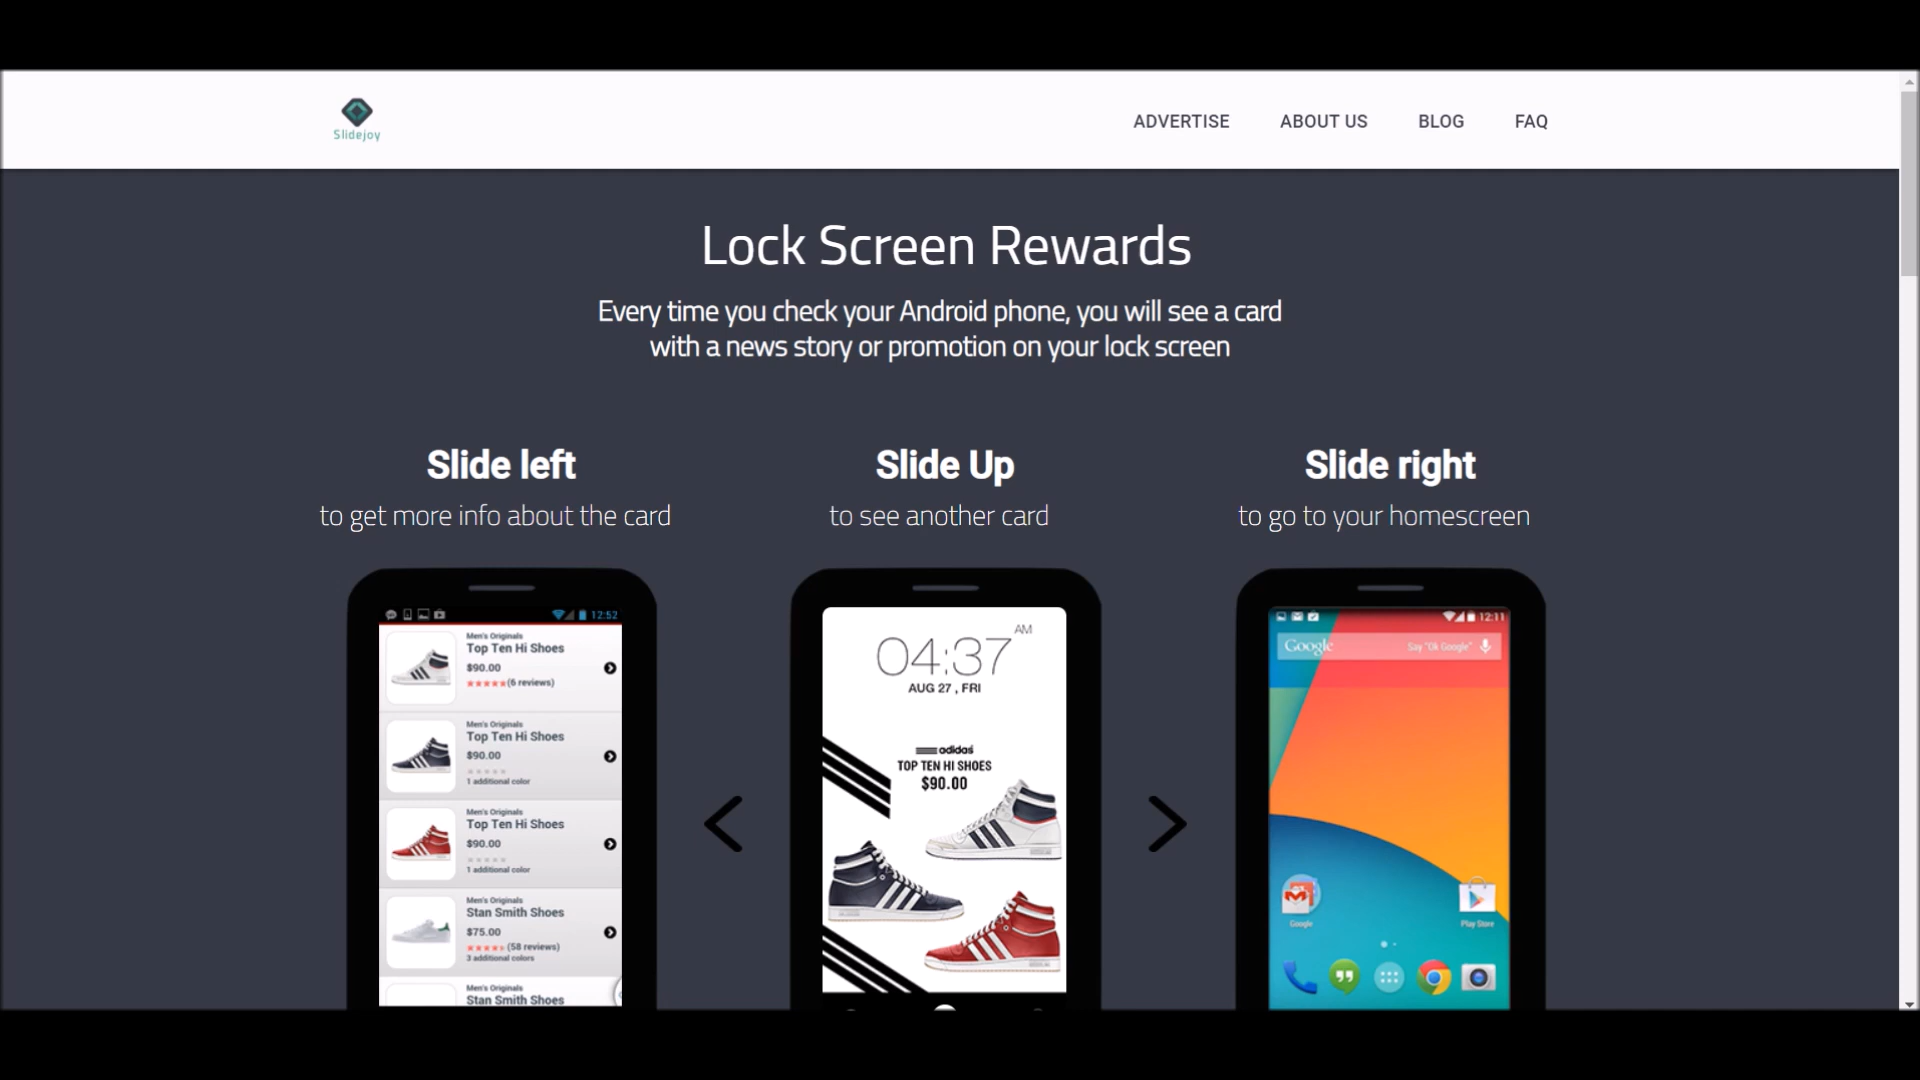 Slidejoy
ADVERTISE ABOUT US BLOG FAQ
Lock Screen Rewards
Every time you check your Android phone, you will see a card
with a news story or promotion on your lock screen
Slide left
to get more info about the card
Slide Up
to see another card
Slide right
to go to your homescreen
12:52
Men's Originals
Top Ten Hi Shoes
$90.00
(6 reviews)
Men's Originals
Top Ten Hi Shoes
$90.00
1 additional color
Men's Originals
Top Ten Hi Shoes
$90.00
1 additional color
Men's Originals
Stan Smith Shoes
$75.00
(58 reviews)
3 additional colors
Men's Originals
Stan Smith Shoes
04:37 AM
AUG 27 , FRI
adidas
TOP TEN HI SHOES
$90.00
12:11
Google Say "Ok Google"
Google
Play Store